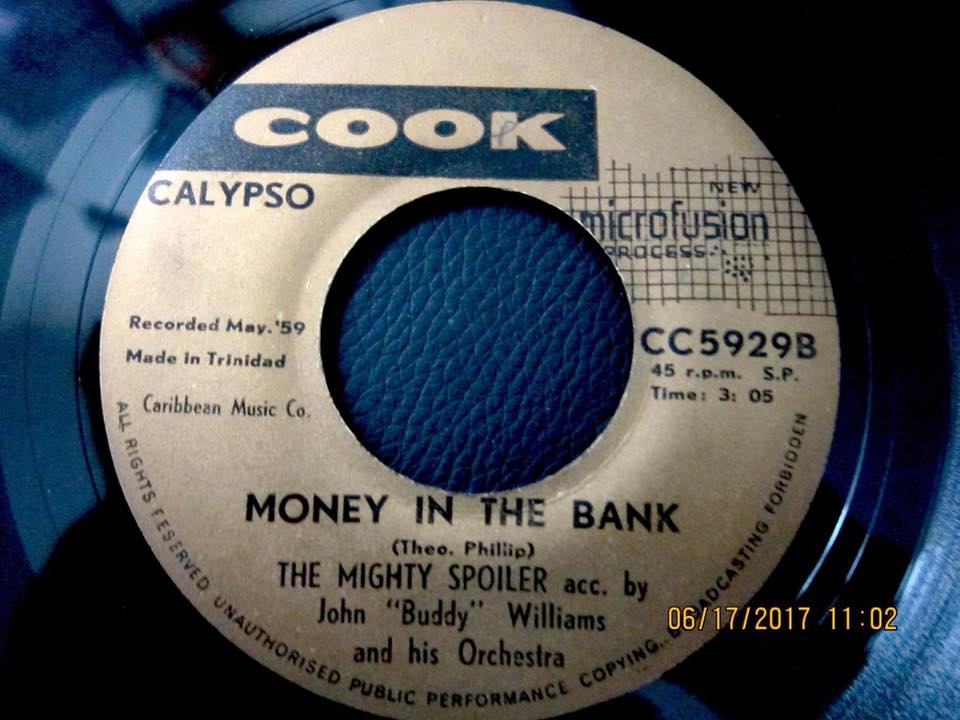 COOK
CALYPSO
NEW
microfusion
PROCESS
Recorded May.'59
Made in Trinidad
Caribbean Music Co.
CC5929B
45 r.p.m. S.P.
Time: 3: 05
MONEY IN THE BANK
(Theo. Phillip)
THE MIGHTY SPOILER acc. by
John "Buddy" Williams
and his Orchestra
ALL RIGHTS FESERVED UNAUTHORISED PUBLIC PERFORMANCE COPYING, BROADCASTING FORBIDDEN
06/17/2017 11:02